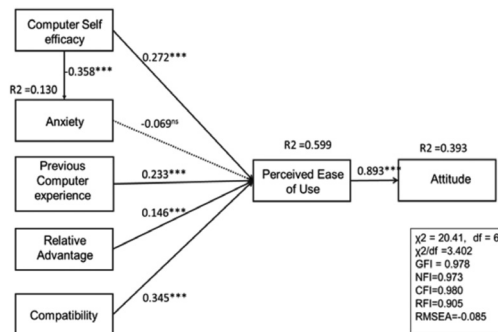 Computer Self
efficacy
0.272***
-0.358***
R2 =0.130
Anxiety
-0.069ns
R2 =0.599
R2 =0.393
Previous
Computer
experience
0.233***
Perceived Ease
of Use
0.893***
Attitude
0.146***
Relative
Advantage
0.345***
Compatibility
χ2 = 20.41, df = 6
χ2/df =3.402
GFI = 0.978
NFI=0.973
CFI=0.980
RFI=0.905
RMSEA=-0.085